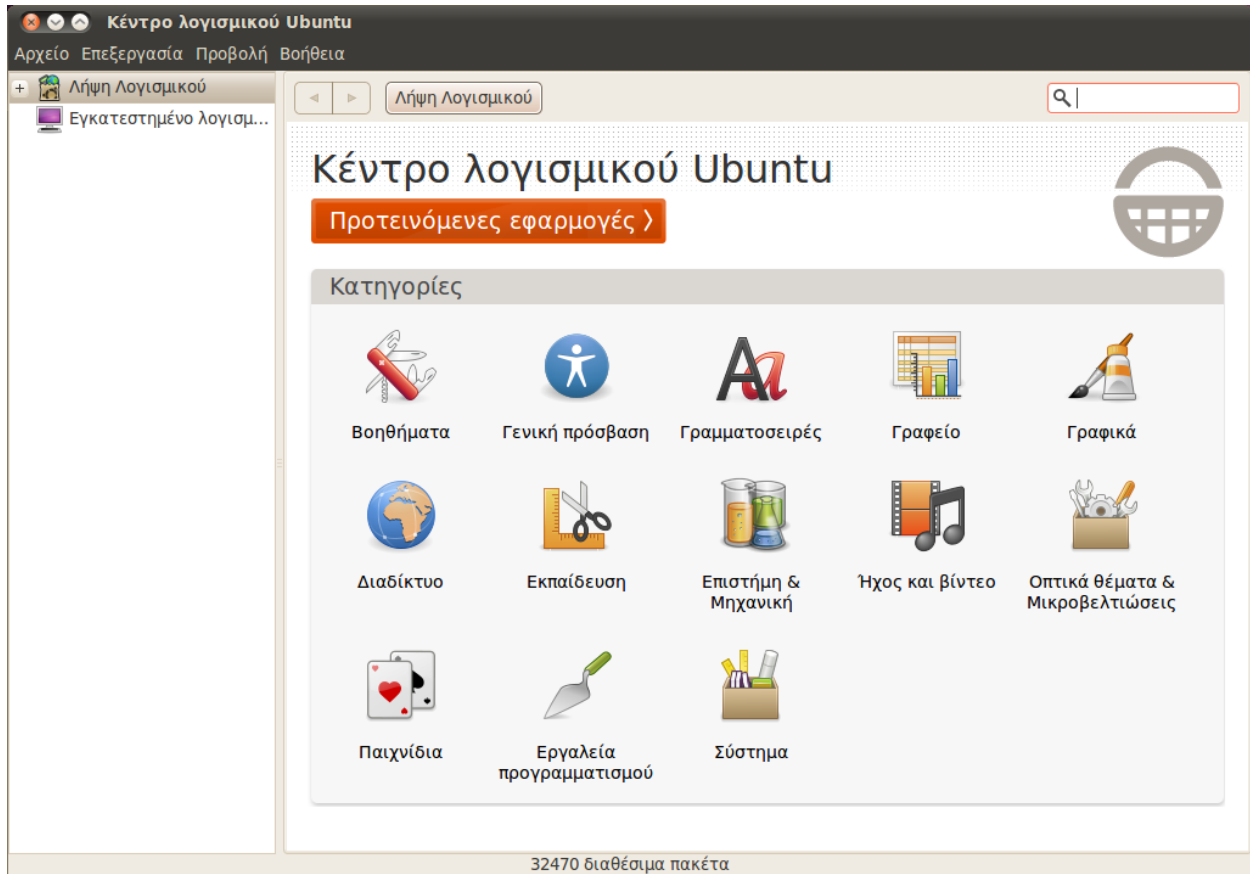 Κέντρο λογισμικού Ubuntu
Αρχείο Επεξεργασία Προβολή Βοήθεια
Λήψη Λογισμικού
Εγκατεστημένο λογισμ...
Λήψη Λογισμικού
Κέντρο λογισμικού Ubuntu
Προτεινόμενες εφαρμογές
Κατηγορίες
Βοηθήματα
Γενική πρόσβαση
Γραμματοσειρές
Γραφείο
Γραφικά
Διαδίκτυο
Εκπαίδευση
Επιστήμη &
Μηχανική
Ήχος και βίντεο
Οπτικά θέματα &
Μικροβελτιώσεις
Παιχνίδια
Εργαλεία
προγραμματισμού
Σύστημα
32470 διαθέσιμα πακέτα